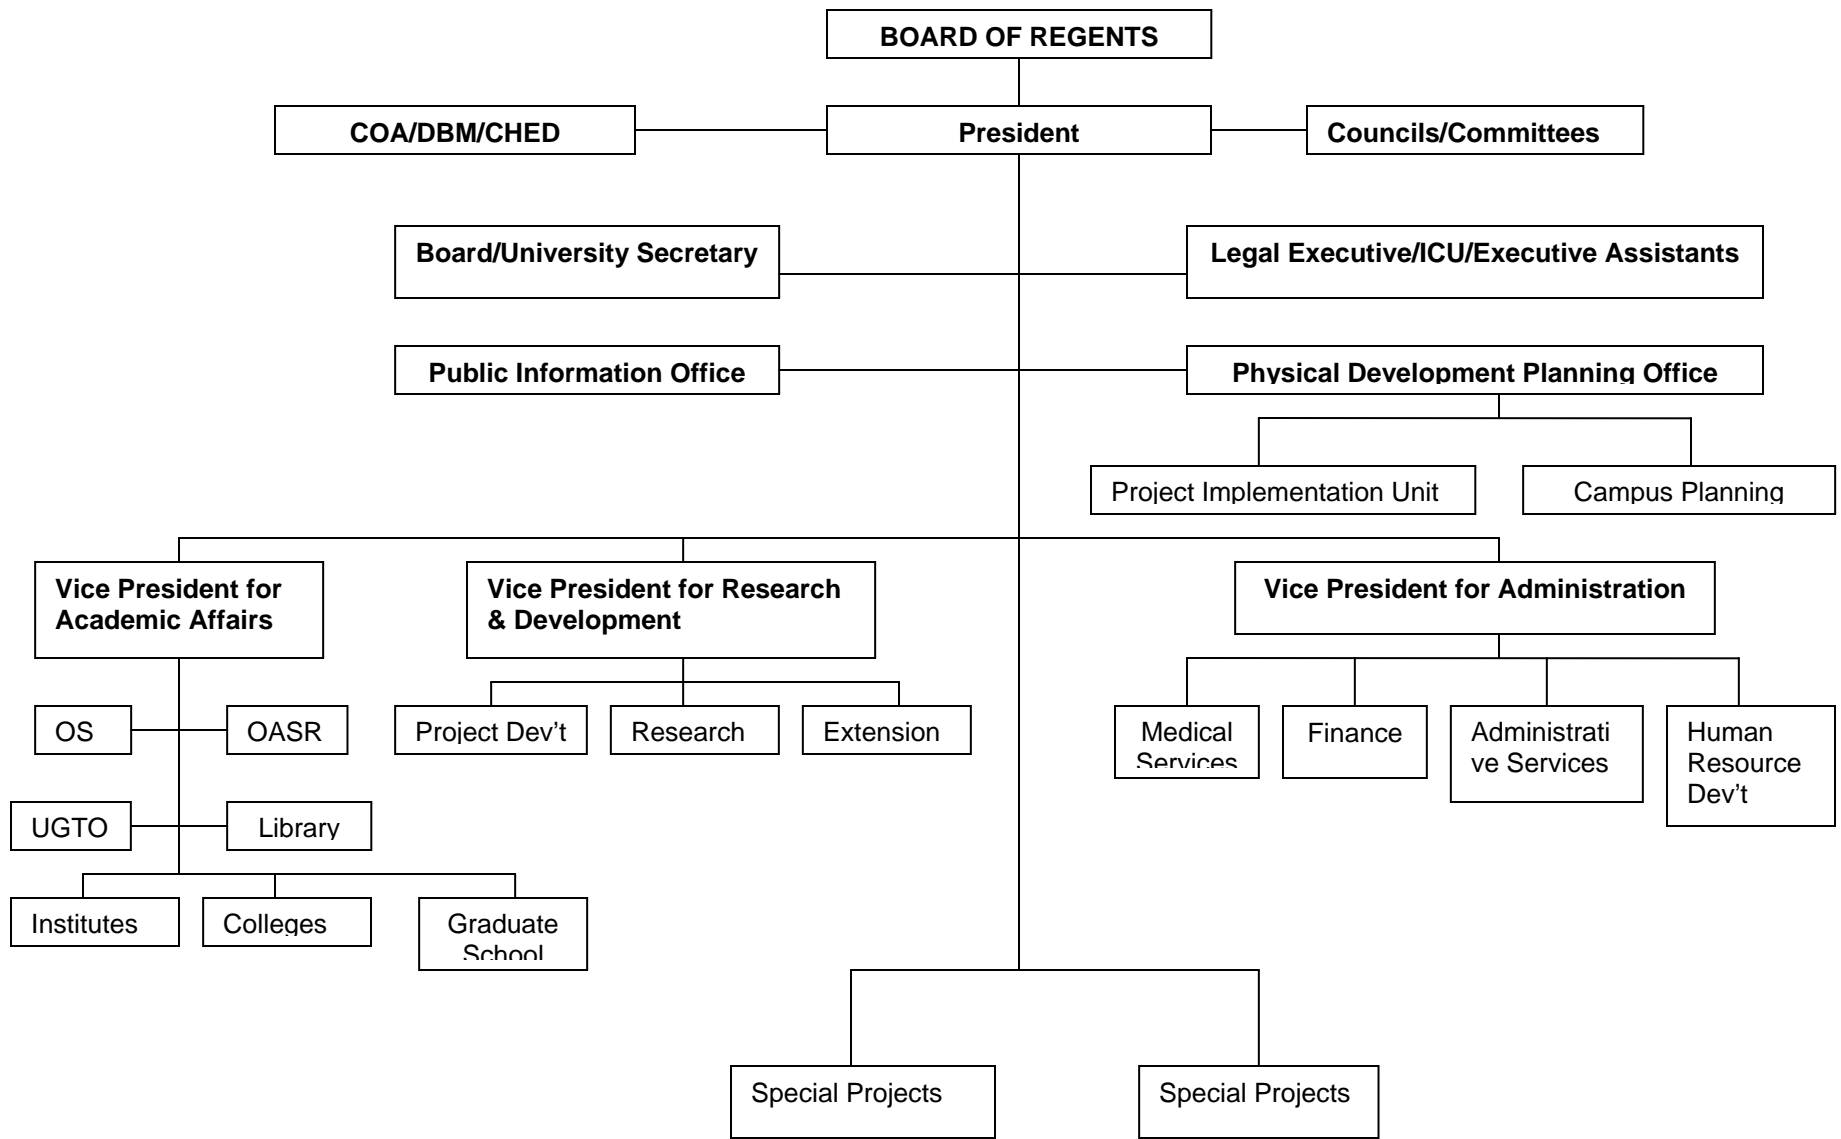 BOARD OF REGENTS
COA/DBM/CHED
President
Councils/Committees
Board/University Secretary
Legal Executive/ICU/Executive Assistants
Public Information Office
Physical Development Planning Office
Project Implementation Unit
Campus Planning
Vice President for
Academic Affairs
Vice President for Research
& Development
Vice President for Administration
OS
OASR
Project Dev’t
Research
Extension
Medical
Services
Finance
Administrati
ve Services
Human
Resource
Dev’t
UGTO
Library
Institutes
Colleges
Graduate
School
Special Projects
Special Projects